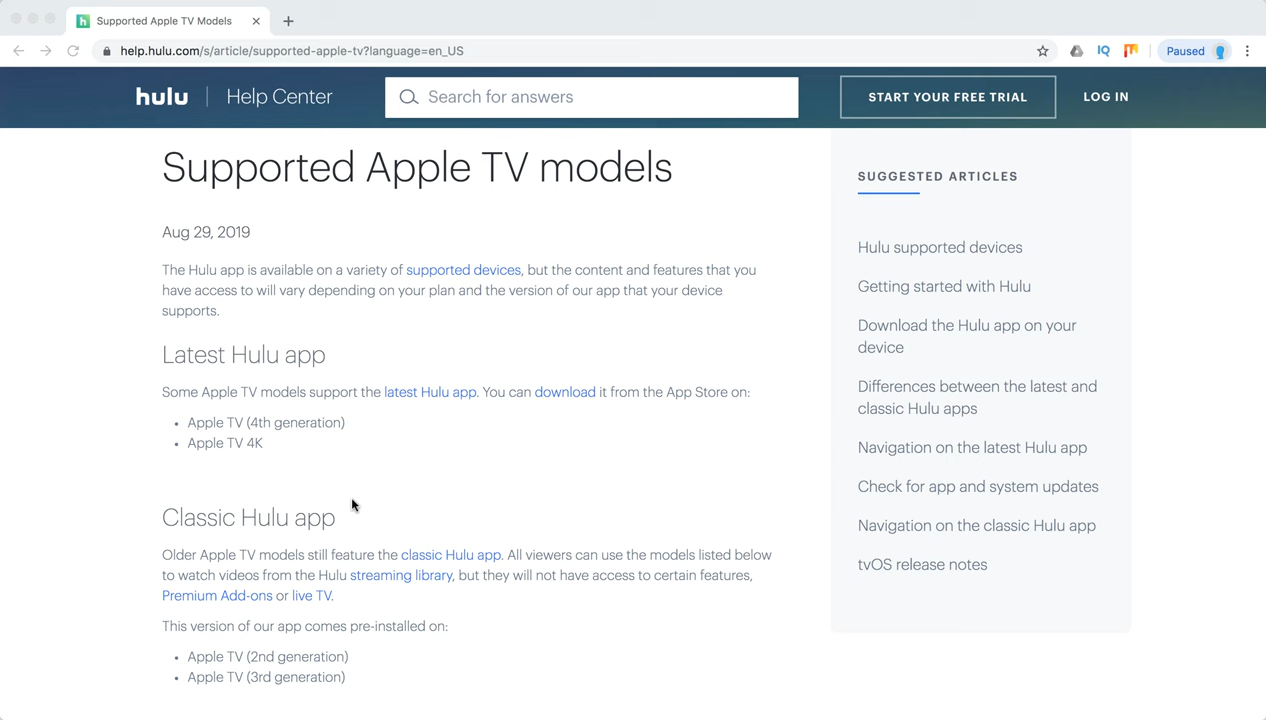 Supported Apple TV Models
help.hulu.com/s/article/supported-apple-tv?language=en_US
IQ
Paused
hulu
Help Center
Search for answers
START YOUR FREE TRIAL
LOG IN
Supported Apple TV models
Aug 29, 2019
The Hulu app is available on a variety of supported devices, but the content and features that you
have access to will vary depending on your plan and the version of our app that your device
supports.
Latest Hulu app
Some Apple TV models support the latest Hulu app. You can download it from the App Store on:
• Apple TV (4th generation)
• Apple TV 4K
Classic Hulu app
Older Apple TV models still feature the classic Hulu app. All viewers can use the models listed below
to watch videos from the Hulu streaming library, but they will not have access to certain features,
Premium Add-ons or live TV.
This version of our app comes pre-installed on:
• Apple TV (2nd generation)
• Apple TV (3rd generation)
SUGGESTED ARTICLES
Hulu supported devices
Getting started with Hulu
Download the Hulu app on your
device
Differences between the latest and
classic Hulu apps
Navigation on the latest Hulu app
Check for app and system updates
Navigation on the classic Hulu app
tvOS release notes